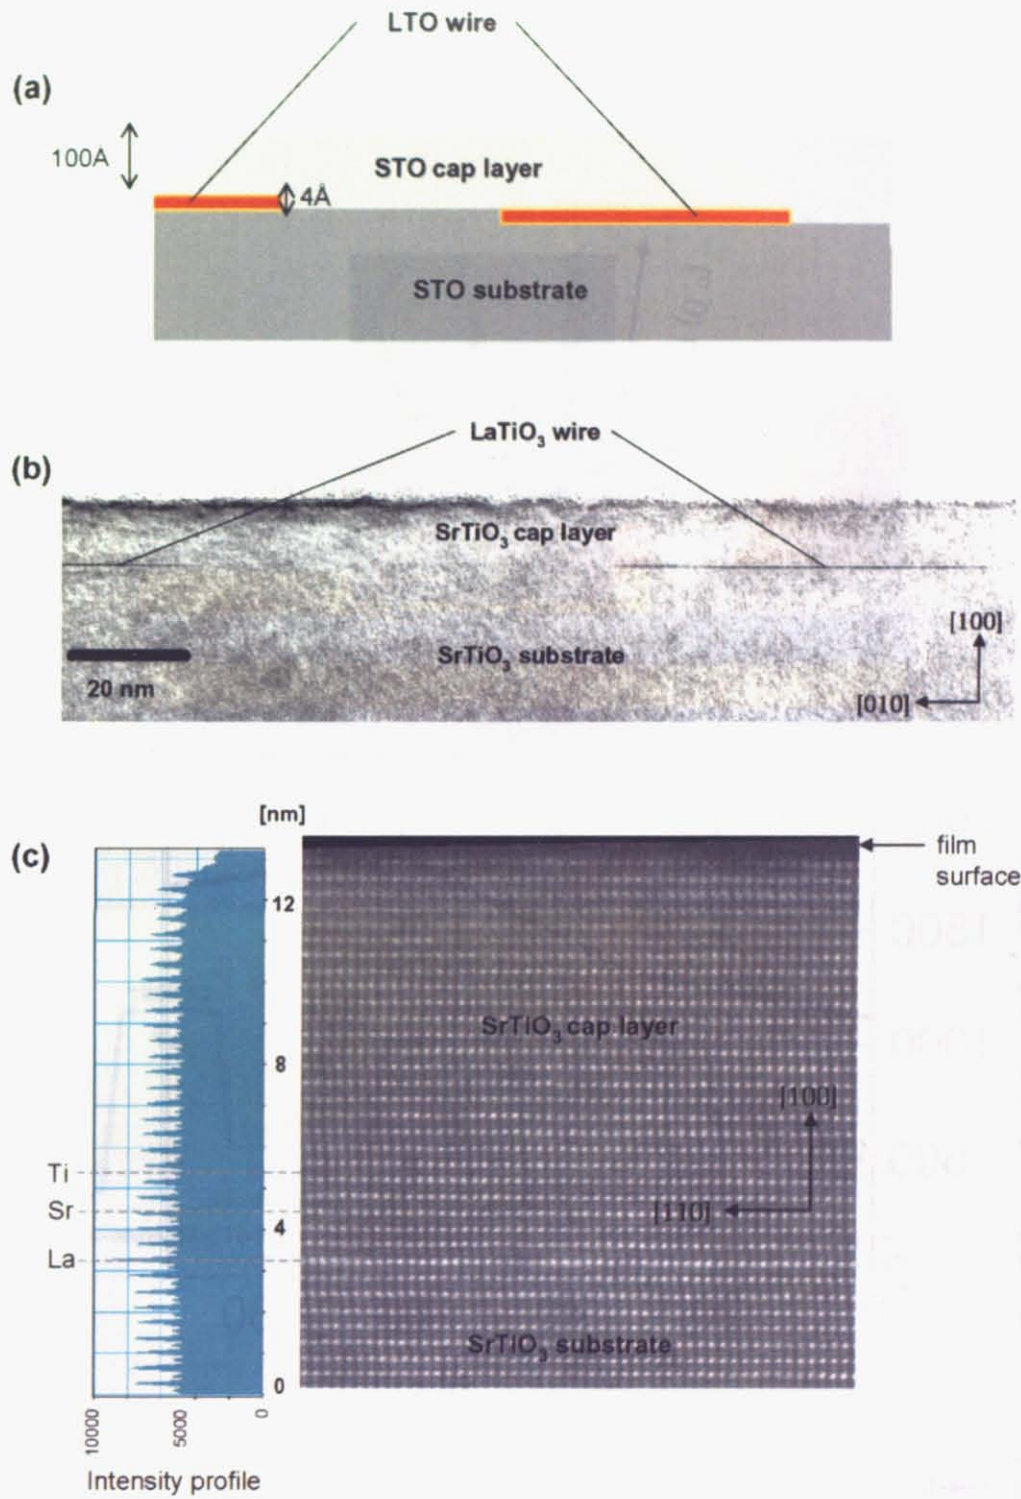 LTO wire
(a)
100Å
STO cap layer
4Å
STO substrate
LaTiO₃ wire
(b)
SrTiO₃ cap layer
[100]
SrTiO₃ substrate
20 nm
[010]
[nm]
(c)
film
surface
12
SrTiO₃ cap layer
8
[100]
Ti
Sr
[110]
4
La
SrTiO₃ substrate
0
10000
5000
0
Intensity profile